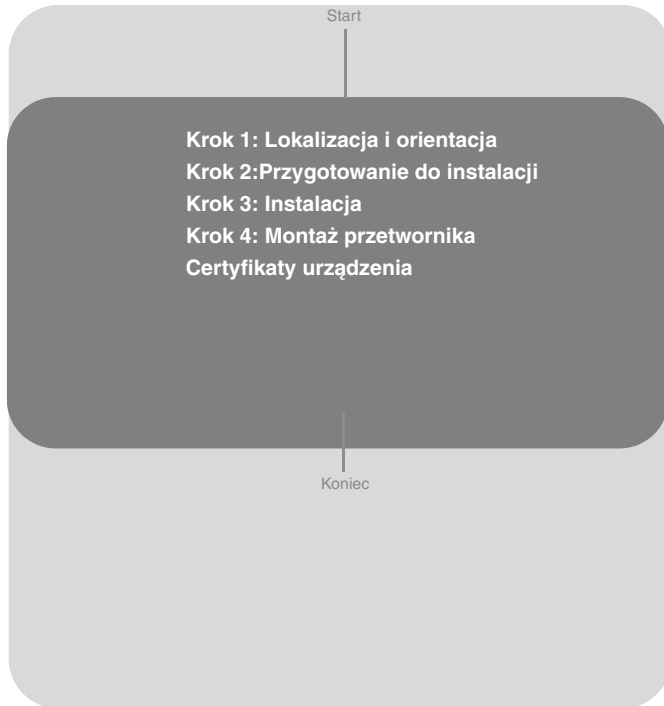 Start
Krok 1: Lokalizacja i orientacja
Krok 2:Przygotowanie do instalacji
Krok 3: Instalacja
Krok 4: Montaż przetwornika
Certyfikaty urządzenia
Koniec